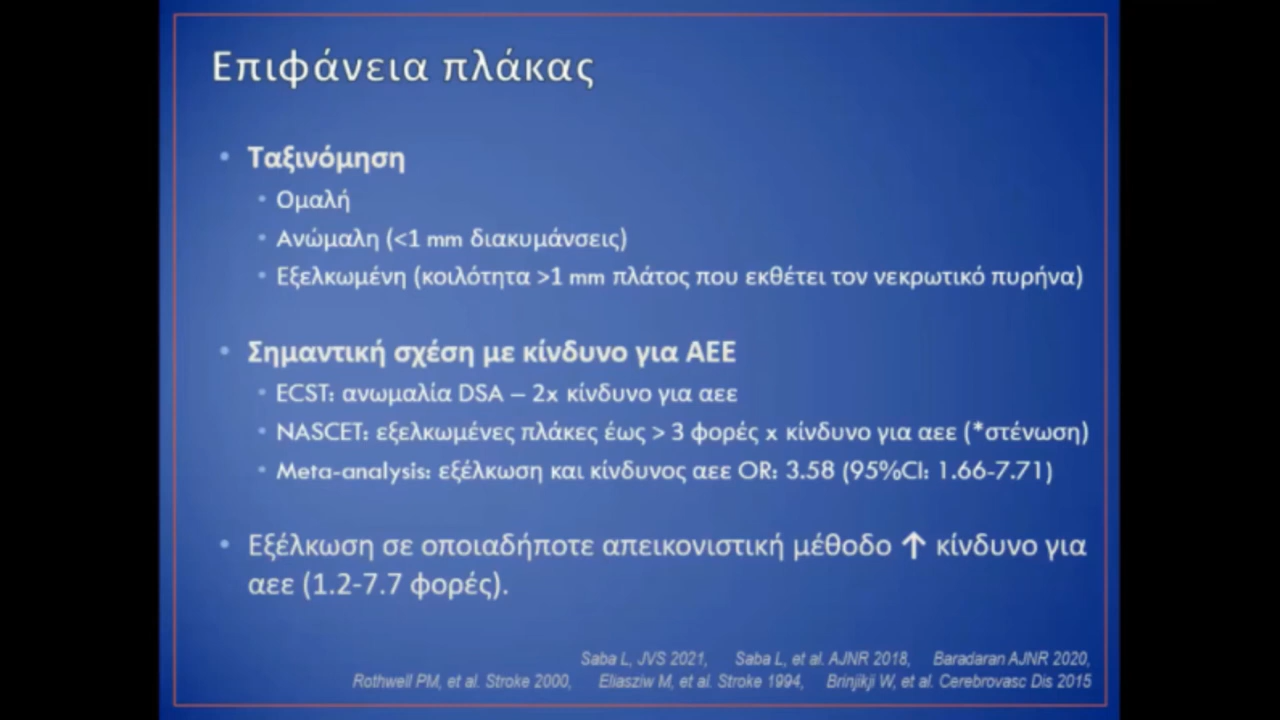 Επιφάνεια πλάκας
• Ταξινόμηση
• Ομαλή
• Ανώμαλη (<1 mm διακυμάνσεις)
• Εξελκωμένη (κοιλότητα >1 mm πλάτος που εκθέτει τον νεκρωτικό πυρήνα)
• Σημαντική σχέση με κίνδυνο για ΑΕΕ
• ECST: ανωμαλία DSA – 2x κίνδυνο για αεε
• NASCET: εξελκωμένες πλάκες έως > 3 φορές x κίνδυνο για αεε (*στένωση)
• Meta-analysis: εξέλκωση και κίνδυνος αεε OR: 3.58 (95%CI: 1.66-7.71)
• Εξέλκωση σε οποιαδήποτε απεικονιστική μέθοδο ↑ κίνδυνο για
αεε (1.2-7.7 φορές).
Saba L, JVS 2021, Saba L, et al. AJNR 2018, Baradaran AJNR 2020,
Rothwell PM, et al. Stroke 2000, Eliasziw M, et al. Stroke 1994, Brinjikji W, et al. Cerebrovasc Dis 2015